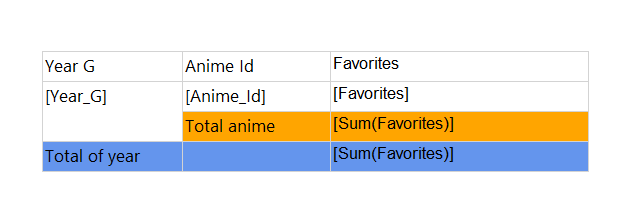 Year G Anime Id Favorites
[Year_G] [Anime_Id] [Favorites]
Total anime [Sum(Favorites)]
Total of year [Sum(Favorites)]